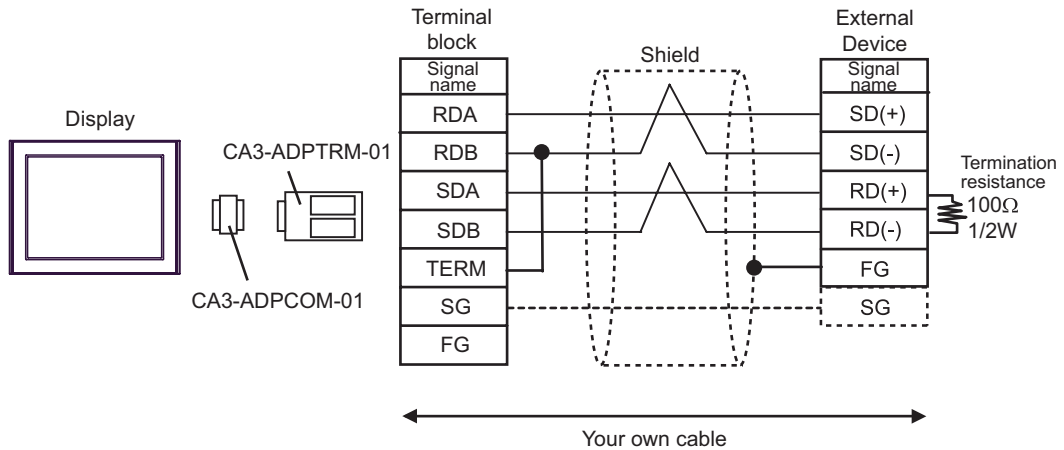 Display
CA3-ADPTRM-01
CA3-ADPCOM-01
Terminal
block
Signal
name
RDA
RDB
SDA
SDB
TERM
SG
FG
Shield
External
Device
Signal
name
SD(+)
SD(-)
RD(+)
RD(-)
FG
SG
Termination
resistance
100Ω
1/2W
Your own cable